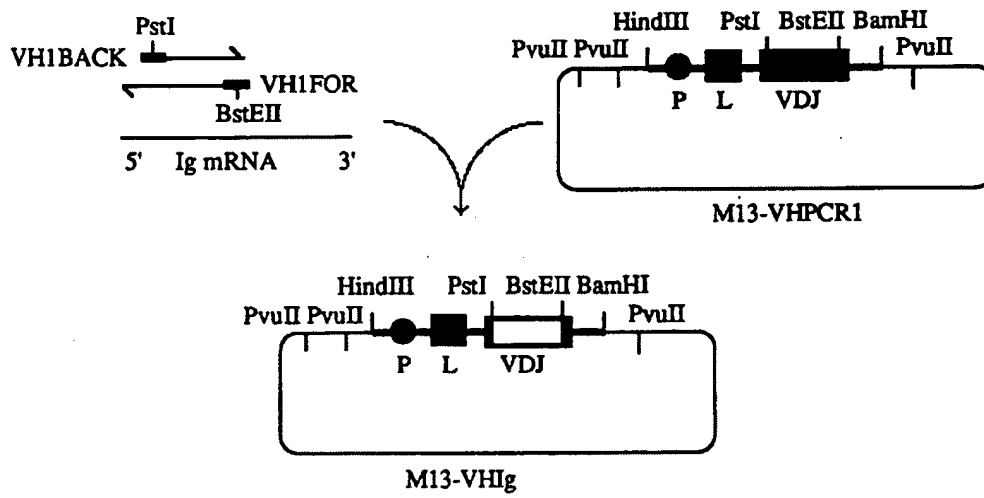 PstI
VH1BACK
VH1FOR
BstEII
5' Ig mRNA 3'
HindIII PstI BstEII BamHI
PvuII PvuII PvuII
P L VDJ
M13-VHPCR1
HindIII PstI BstEII BamHI
PvuII PvuII PvuII
P L VDJ
M13-VHIg